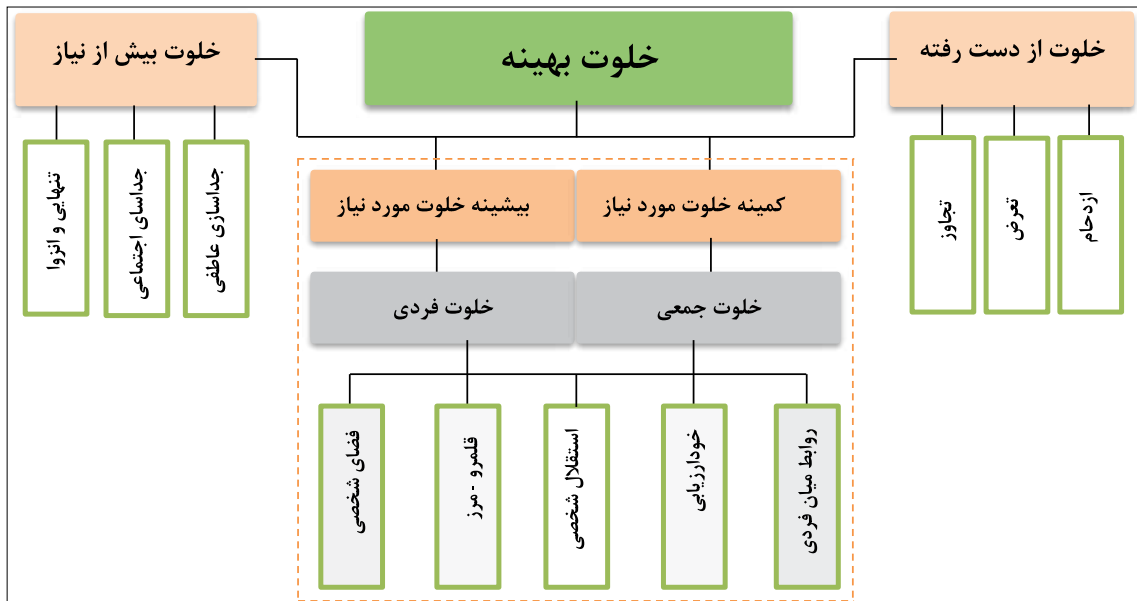 خلوت از دست رفته
خلوت بهینه
خلوت بیش از نیاز
ازدحام
تعرض
تجاوز
جداسازی عاطفی
جداسای اجتماعی
تنهایی و انزوا
کمینه خلوت مورد نیاز
بیشینه خلوت مورد نیاز
خلوت جمعی
خلوت فردی
روابط میان فردی
خودارزیابی
استقلال شخصی
قلمرو - مرز
فضای شخصی